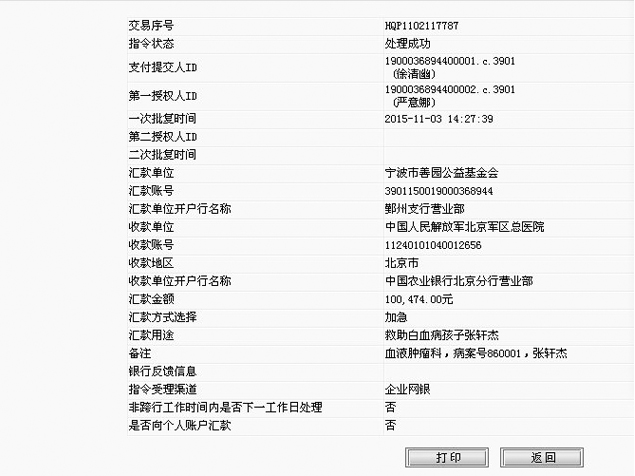 交易序号 HQP1102117787
指令状态 处理成功
支付提交人ID 1900036894400001.c.3901
(徐清幽)
第一授权人ID 1900036894400002.c.3901
(严意娜)
一次批复时间 2015-11-03 14:27:39
第二授权人ID
二次批复时间
汇款单位 宁波市善园公益基金会
汇款账号 3901150019000368944
汇款单位开户行名称 鄞州支行营业部
收款单位 中国人民解放军北京军区总医院
收款账号 11240101040012656
收款地区 北京市
收款单位开户行名称 中国农业银行北京分行营业部
汇款金额 100,474.00元
汇款方式选择 加急
汇款用途 救助白血病孩子张轩杰
备注 血液肿瘤科，病案号860001，张轩杰
银行反馈信息
指令受理渠道 企业网银
非跨行工作时间内是否下一工作日处理 否
是否向个人账户汇款 否
打印 返回